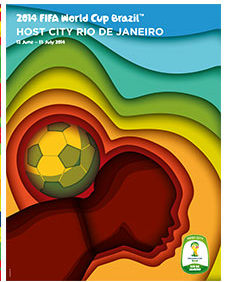 2014 FIFA World Cup Brazil™
HOST CITY RIO DE JANEIRO
12 June – 13 July 2014